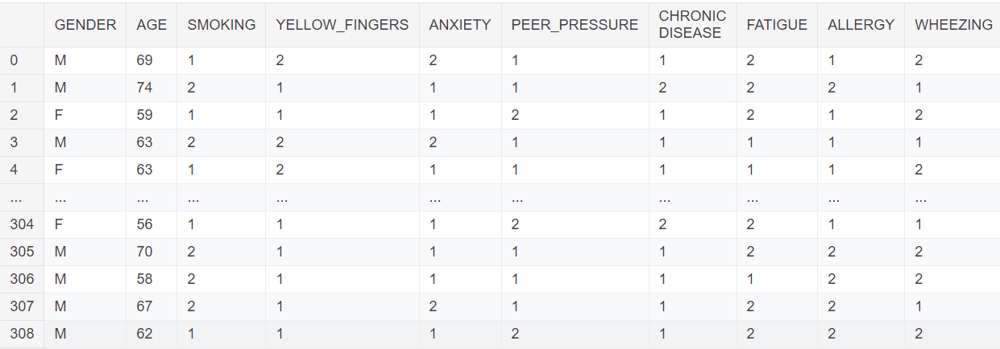 GENDER AGE SMOKING YELLOW_FINGERS ANXIETY PEER_PRESSURE CHRONIC DISEASE FATIGUE ALLERGY WHEEZING
0 M 69 1 2 2 1 1 2 1 2
1 M 74 2 1 1 1 2 2 2 1
2 F 59 1 1 1 2 1 2 1 2
3 M 63 2 2 2 1 1 1 1 1
4 F 63 1 2 1 1 1 1 1 2
... ... ... ... ... ... ... ... ... ... ...
304 F 56 1 1 1 2 2 2 1 1
305 M 70 2 1 1 1 1 2 2 2
306 M 58 2 1 1 1 1 1 2 2
307 M 67 2 1 2 1 1 2 2 1
308 M 62 1 1 1 2 1 2 2 2